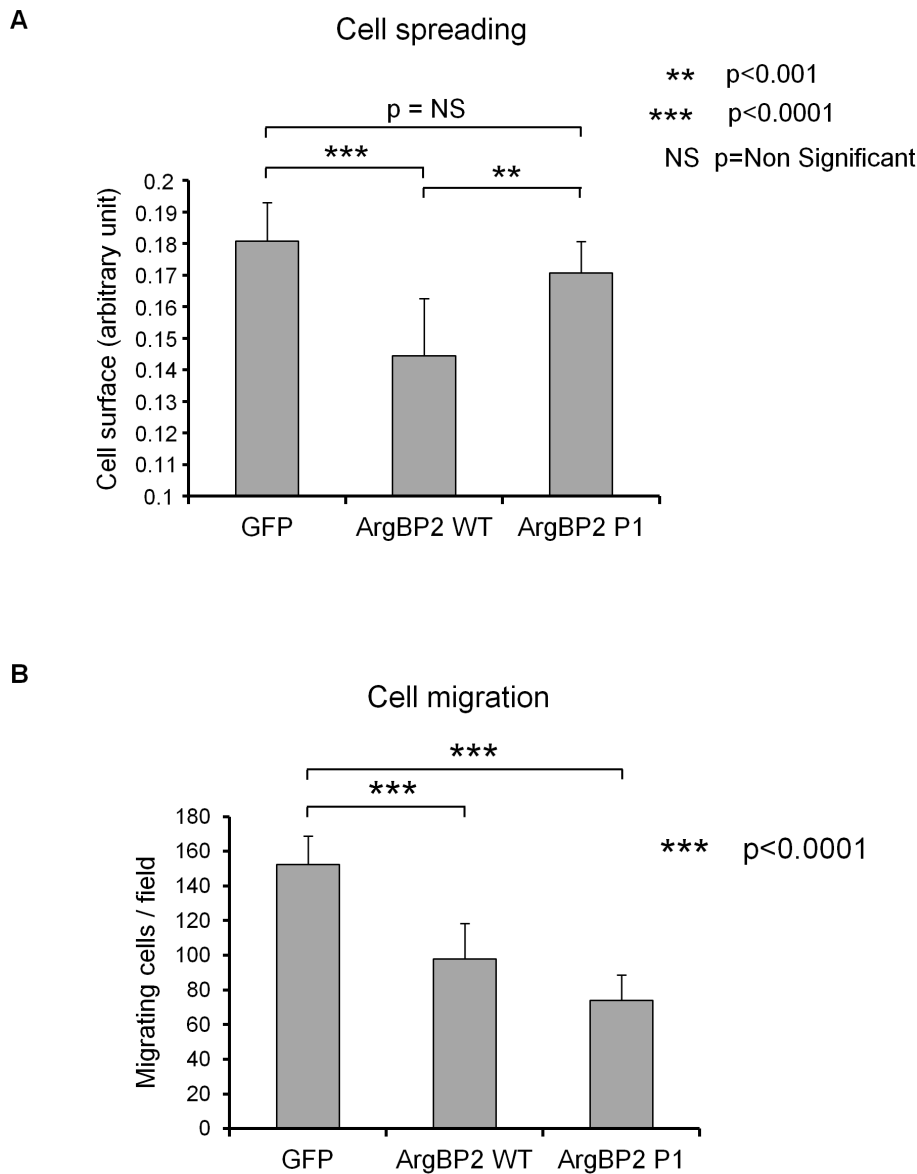 A
Cell spreading
** p<0.001
*** p<0.0001
NS p=Non Significant
p = NS
***
**
Cell surface (arbitrary unit)
0.2
0.19
0.18
0.17
0.16
0.15
0.14
0.13
0.12
0.11
0.1
GFP ArgBP2 WT ArgBP2 P1
B
Cell migration
***
***
*** p<0.0001
Migrating cells / field
180
160
140
120
100
80
60
40
20
0
GFP ArgBP2 WT ArgBP2 P1